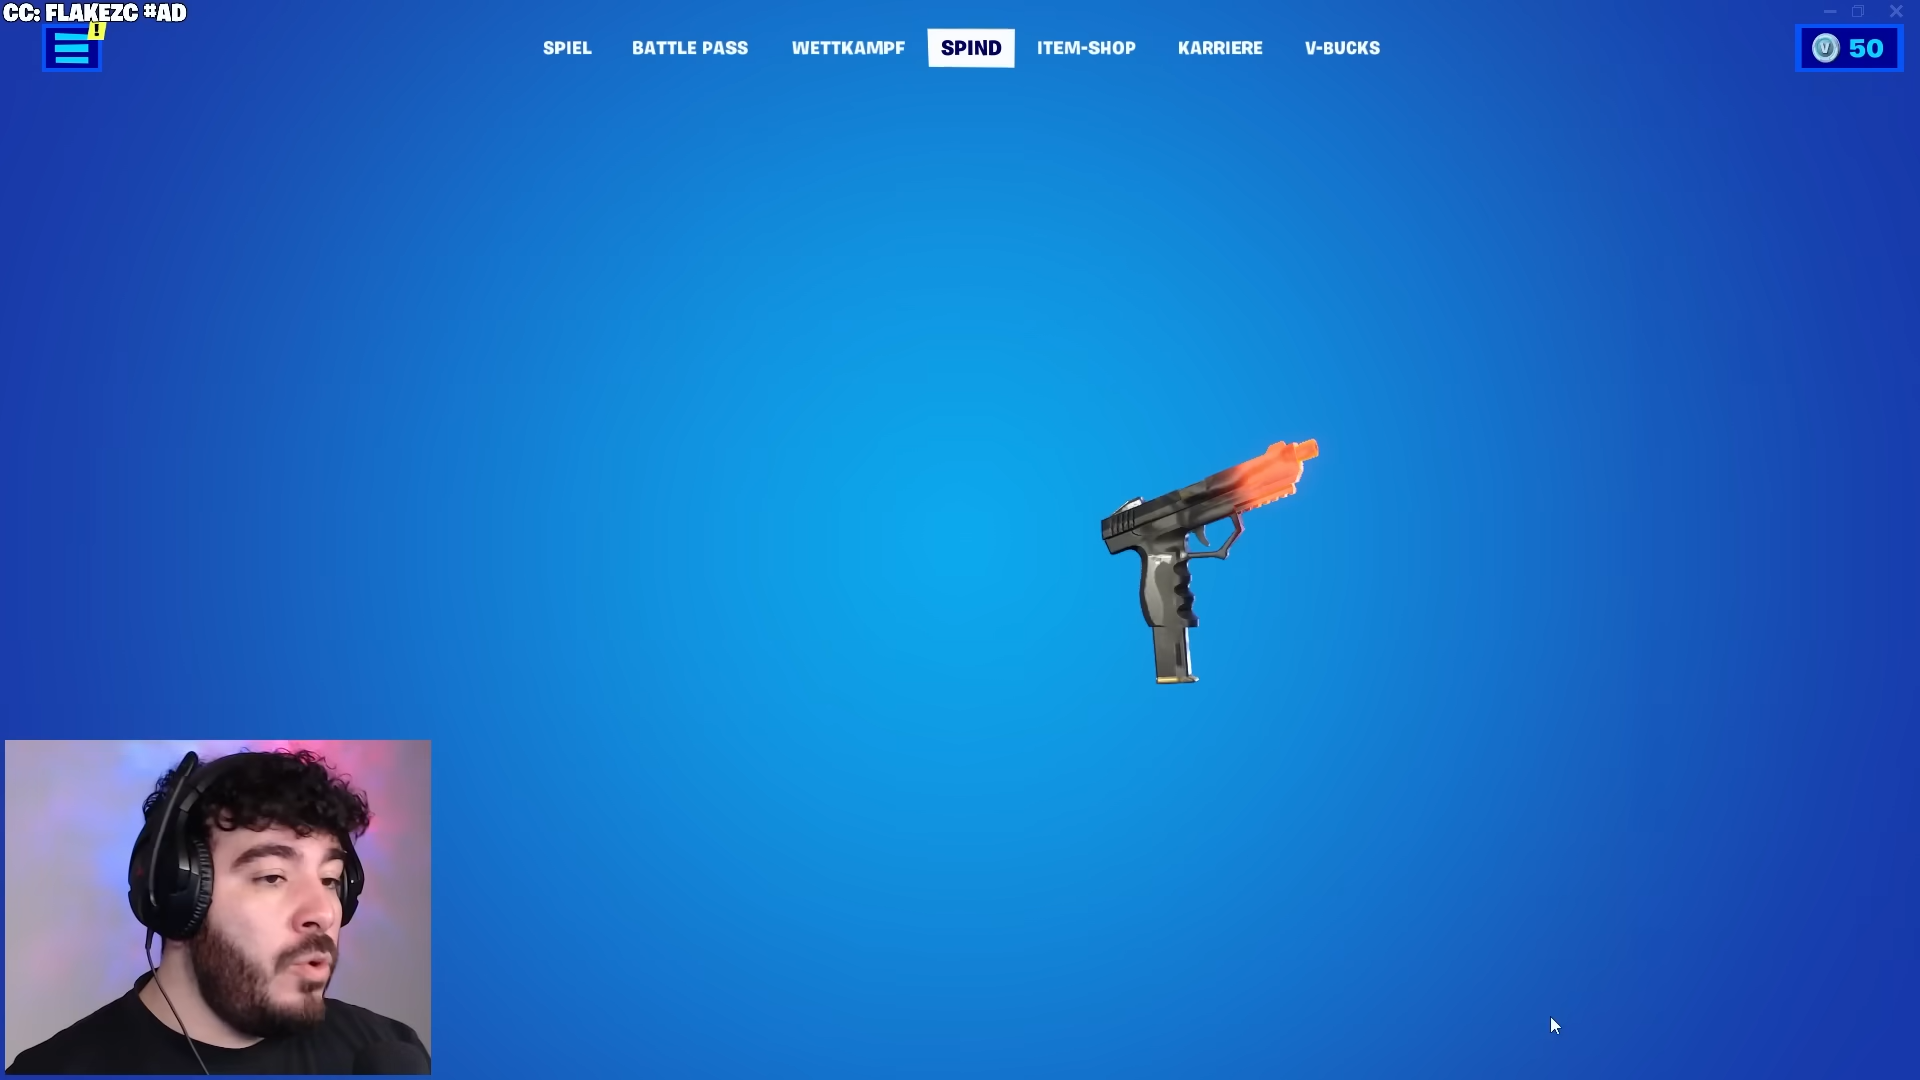 CC: FLAKEZC #AD
!
SPIEL BATTLE PASS WETTKAMPF SPIND ITEM-SHOP KARRIERE V-BUCKS
V 50